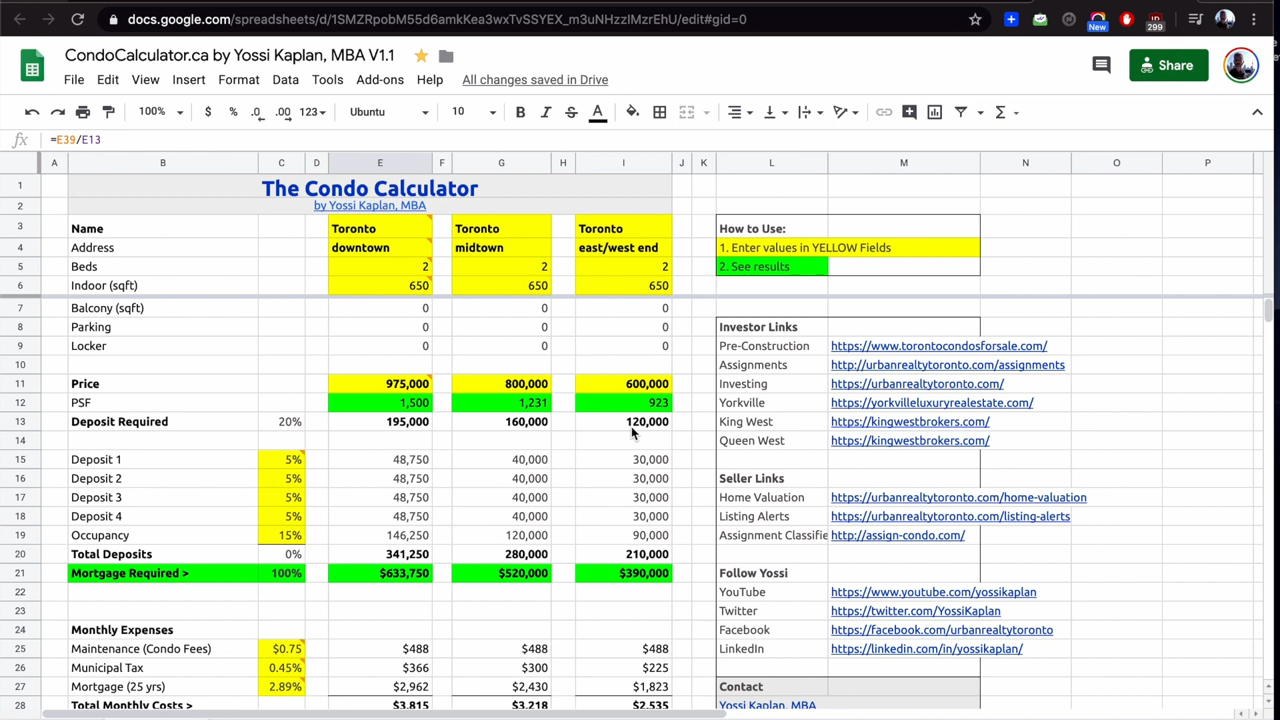 docs.google.com/spreadsheets/d/1SMZRpobM55d6amkKea3wxTvSSYEX_m3uNHzzlMzrEhU/edit#gid=0
New
299
CondoCalculator.ca by Yossi Kaplan, MBA V1.1
File Edit View Insert Format Data Tools Add-ons Help All changes saved in Drive
Share
100% $ % .0 .00 123 Ubuntu 10 B I S A
fx =E39/E13
A B C D E F G H I J K L M N O P
1 The Condo Calculator
2 by Yossi Kaplan, MBA
3 Name Toronto Toronto Toronto How to Use:
4 Address downtown midtown east/west end 1. Enter values in YELLOW Fields
5 Beds 2 2 2 2. See results
6 Indoor (sqft) 650 650 650
7 Balcony (sqft) 0 0 0
8 Parking 0 0 0 Investor Links
9 Locker 0 0 0 Pre-Construction https://www.torontocondosforsale.com/
10 Assignments http://urbanrealtytoronto.com/assignments
11 Price 975,000 800,000 600,000 Investing https://urbanrealtytoronto.com/
12 PSF 1,500 1,231 923 Yorkville https://yorkvilleluxuryrealestate.com/
13 Deposit Required 20% 195,000 160,000 120,000 King West https://kingwestbrokers.com/
14 Queen West https://kingwestbrokers.com/
15 Deposit 1 5% 48,750 40,000 30,000
16 Deposit 2 5% 48,750 40,000 30,000 Seller Links
17 Deposit 3 5% 48,750 40,000 30,000 Home Valuation https://urbanrealtytoronto.com/home-valuation
18 Deposit 4 5% 48,750 40,000 30,000 Listing Alerts https://urbanrealtytoronto.com/listing-alerts
19 Occupancy 15% 146,250 120,000 90,000 Assignment Classifie http://assign-condo.com/
20 Total Deposits 0% 341,250 280,000 210,000
21 Mortgage Required > 100% $633,750 $520,000 $390,000 Follow Yossi
22 YouTube https://www.youtube.com/yossikaplan
23 Twitter https://twitter.com/YossiKaplan
24 Monthly Expenses Facebook https://facebook.com/urbanrealtytoronto
25 Maintenance (Condo Fees) $0.75 $488 $488 $488 LinkedIn https://linkedin.com/in/yossikaplan/
26 Municipal Tax 0.45% $366 $300 $225
27 Mortgage (25 yrs) 2.89% $2,962 $2,430 $1,823 Contact
28 Total Monthly Costs > $3,815 $3,218 $2,535 Yossi Kaplan, MBA